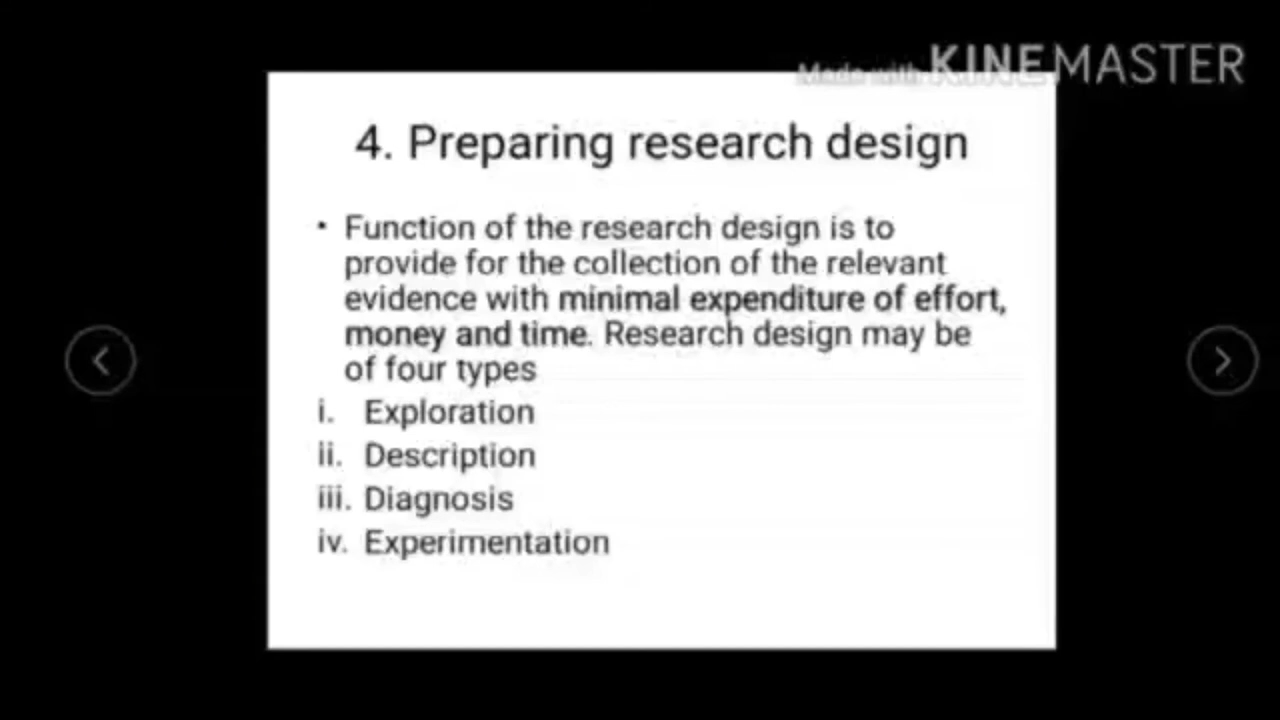 Made with KINEMASTER
4. Preparing research design
• Function of the research design is to
provide for the collection of the relevant
evidence with minimal expenditure of effort,
money and time. Research design may be
of four types
i. Exploration
ii. Description
iii. Diagnosis
iv. Experimentation